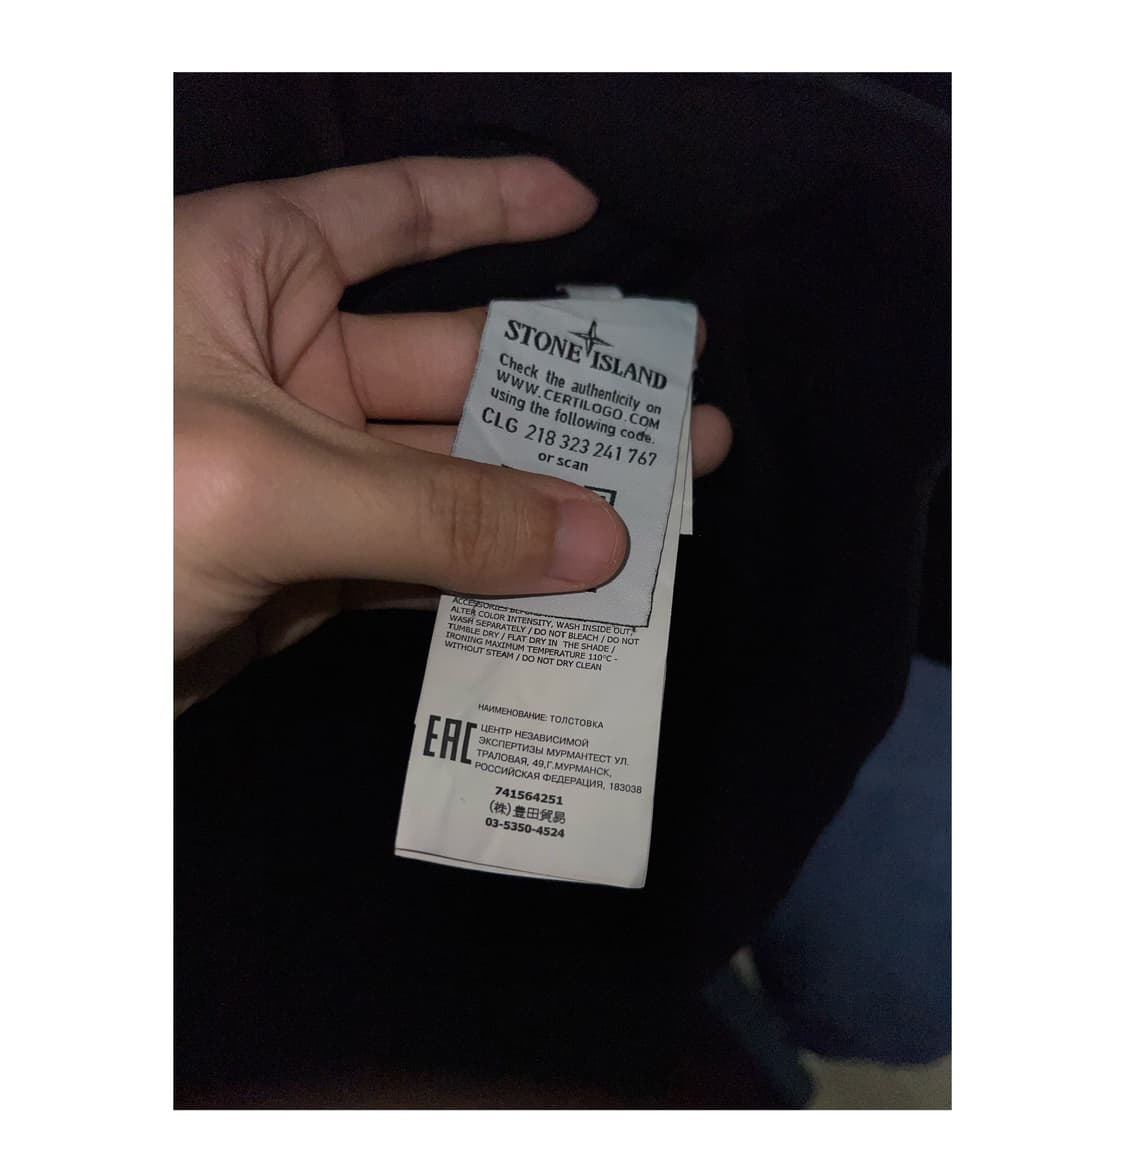 STONE ISLAND
Check the authenticity on
WWW.CERTILOGO.COM
using the following code.
CLG 218 323 241 767
or scan
ACCESSORIES
ALTER COLOR INTENSITY, WASH INSIDE OUT,
WASH SEPARATELY / DO NOT BLEACH / DO NOT
TUMBLE DRY / FLAT DRY IN THE SHADE /
IRONING MAXIMUM TEMPERATURE 110°C -
WITHOUT STEAM / DO NOT DRY CLEAN
НАИМЕНОВАНИЕ: ТОЛСТОВКА
EAC
ЦЕНТР НЕЗАВИСИМОЙ
ЭКСПЕРТИЗЫ МУРМАНТЕСТ УЛ.
ТРАЛОВАЯ, 49,Г.МУРМАНСК,
РОССИЙСКАЯ ФЕДЕРАЦИЯ, 183038
741564251
(株)豊田貿易
03-5350-4524